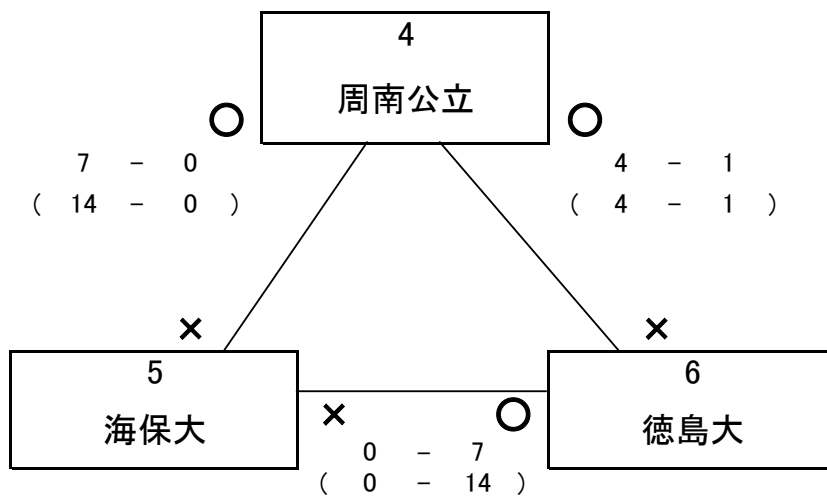 4
周南公立
○ ○
7 － 0
( 14 － 0 )
4 － 1
( 4 － 1 )
× ×
5
海保大
6
徳島大
× ○
0 － 7
( 0 － 14 )